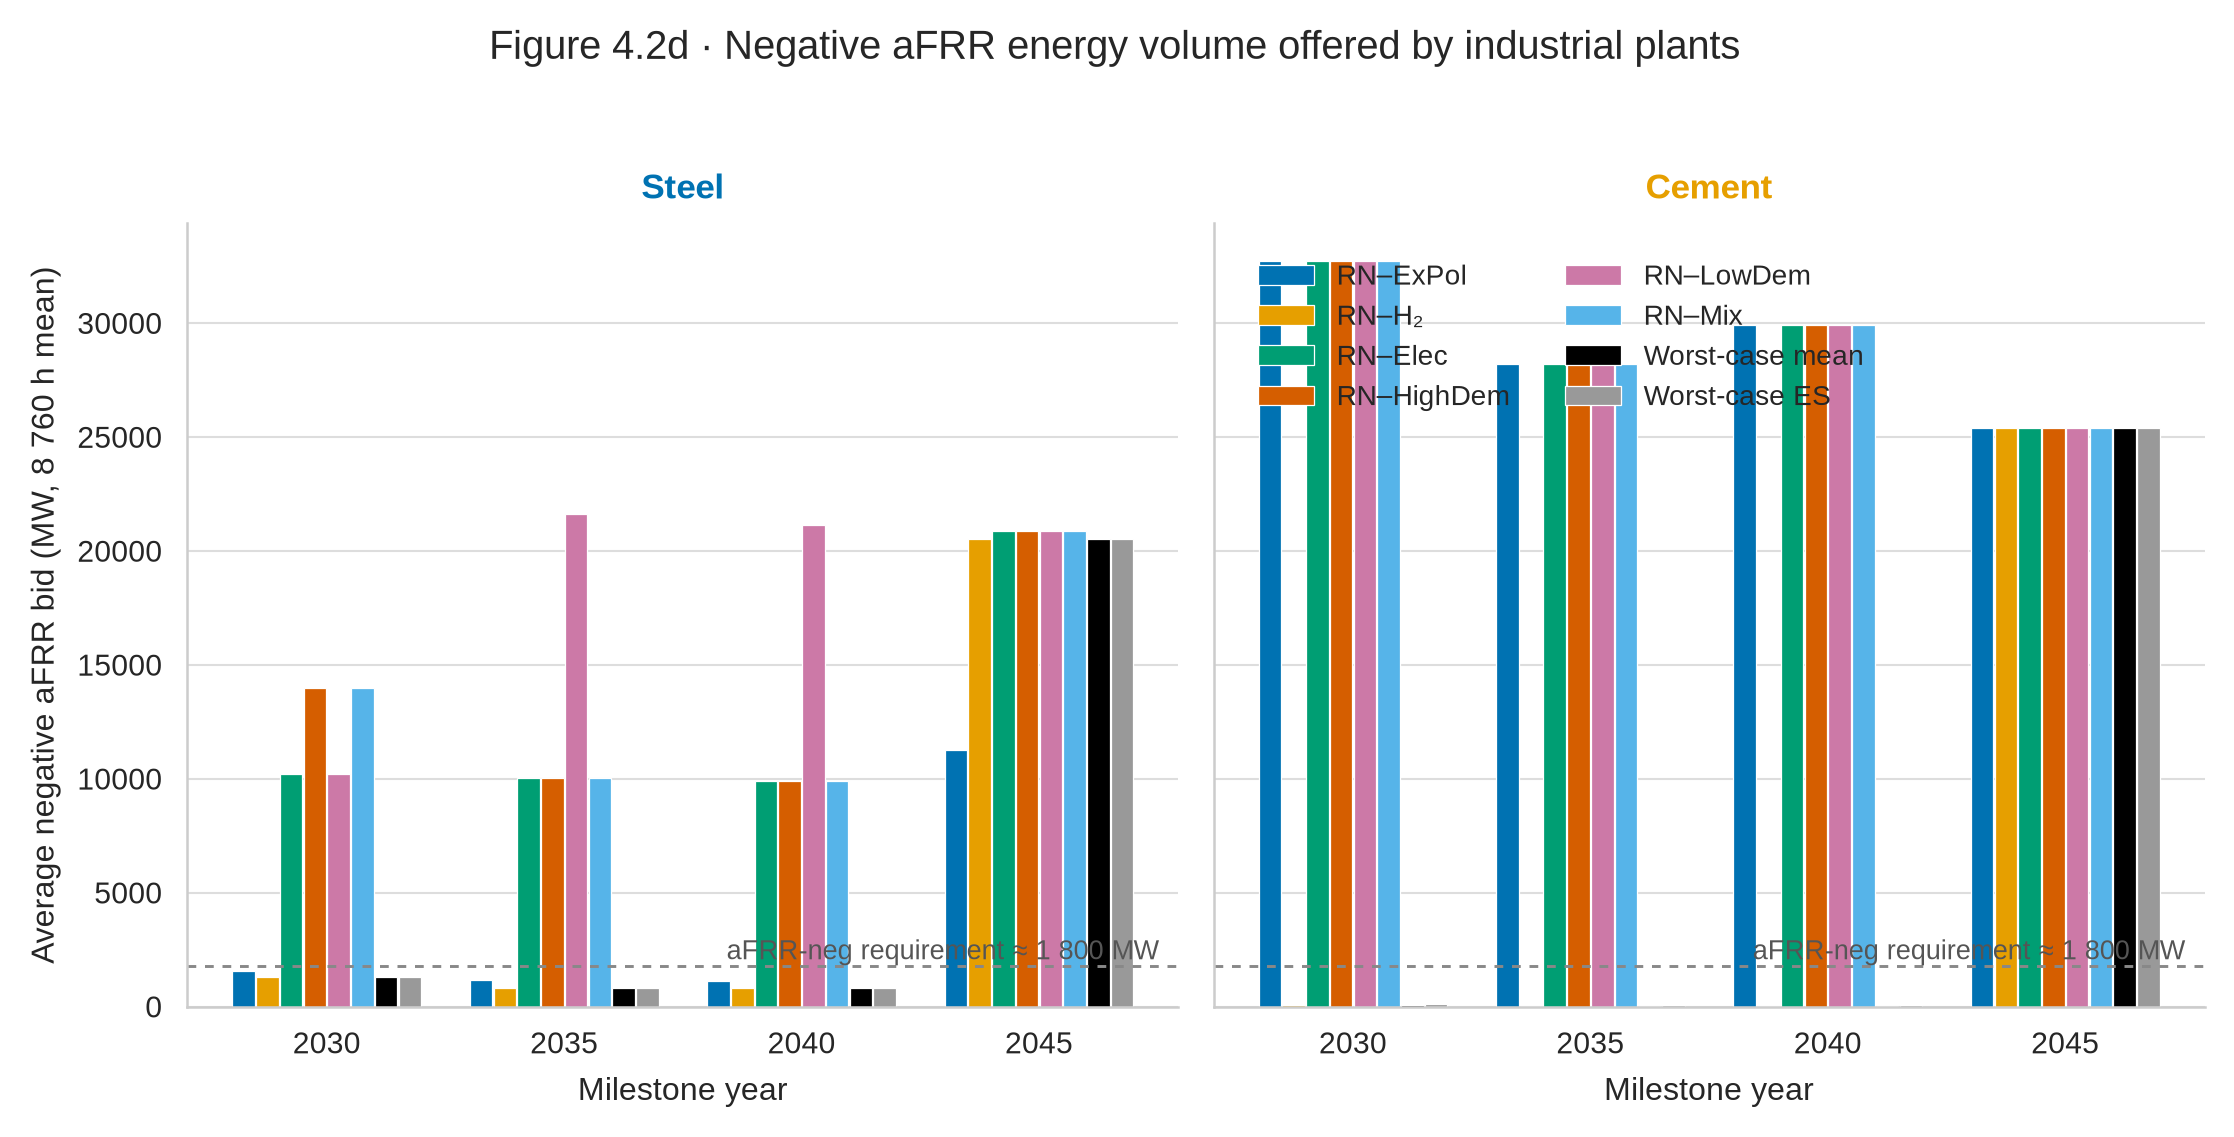 Figure 4.2d · Negative aFRR energy volume offered by industrial plants
Steel
Cement
Average negative aFRR bid (MW, 8 760 h mean)
30000
25000
20000
15000
10000
5000
0
aFRR-neg requirement ≈ 1 800 MW
2030
2035
2040
2045
Milestone year
RN–ExPol
RN–H₂
RN–Elec
RN–HighDem
RN–LowDem
RN–Mix
Worst-case mean
Worst-case ES
aFRR-neg requirement ≈ 1 800 MW
2030
2035
2040
2045
Milestone year